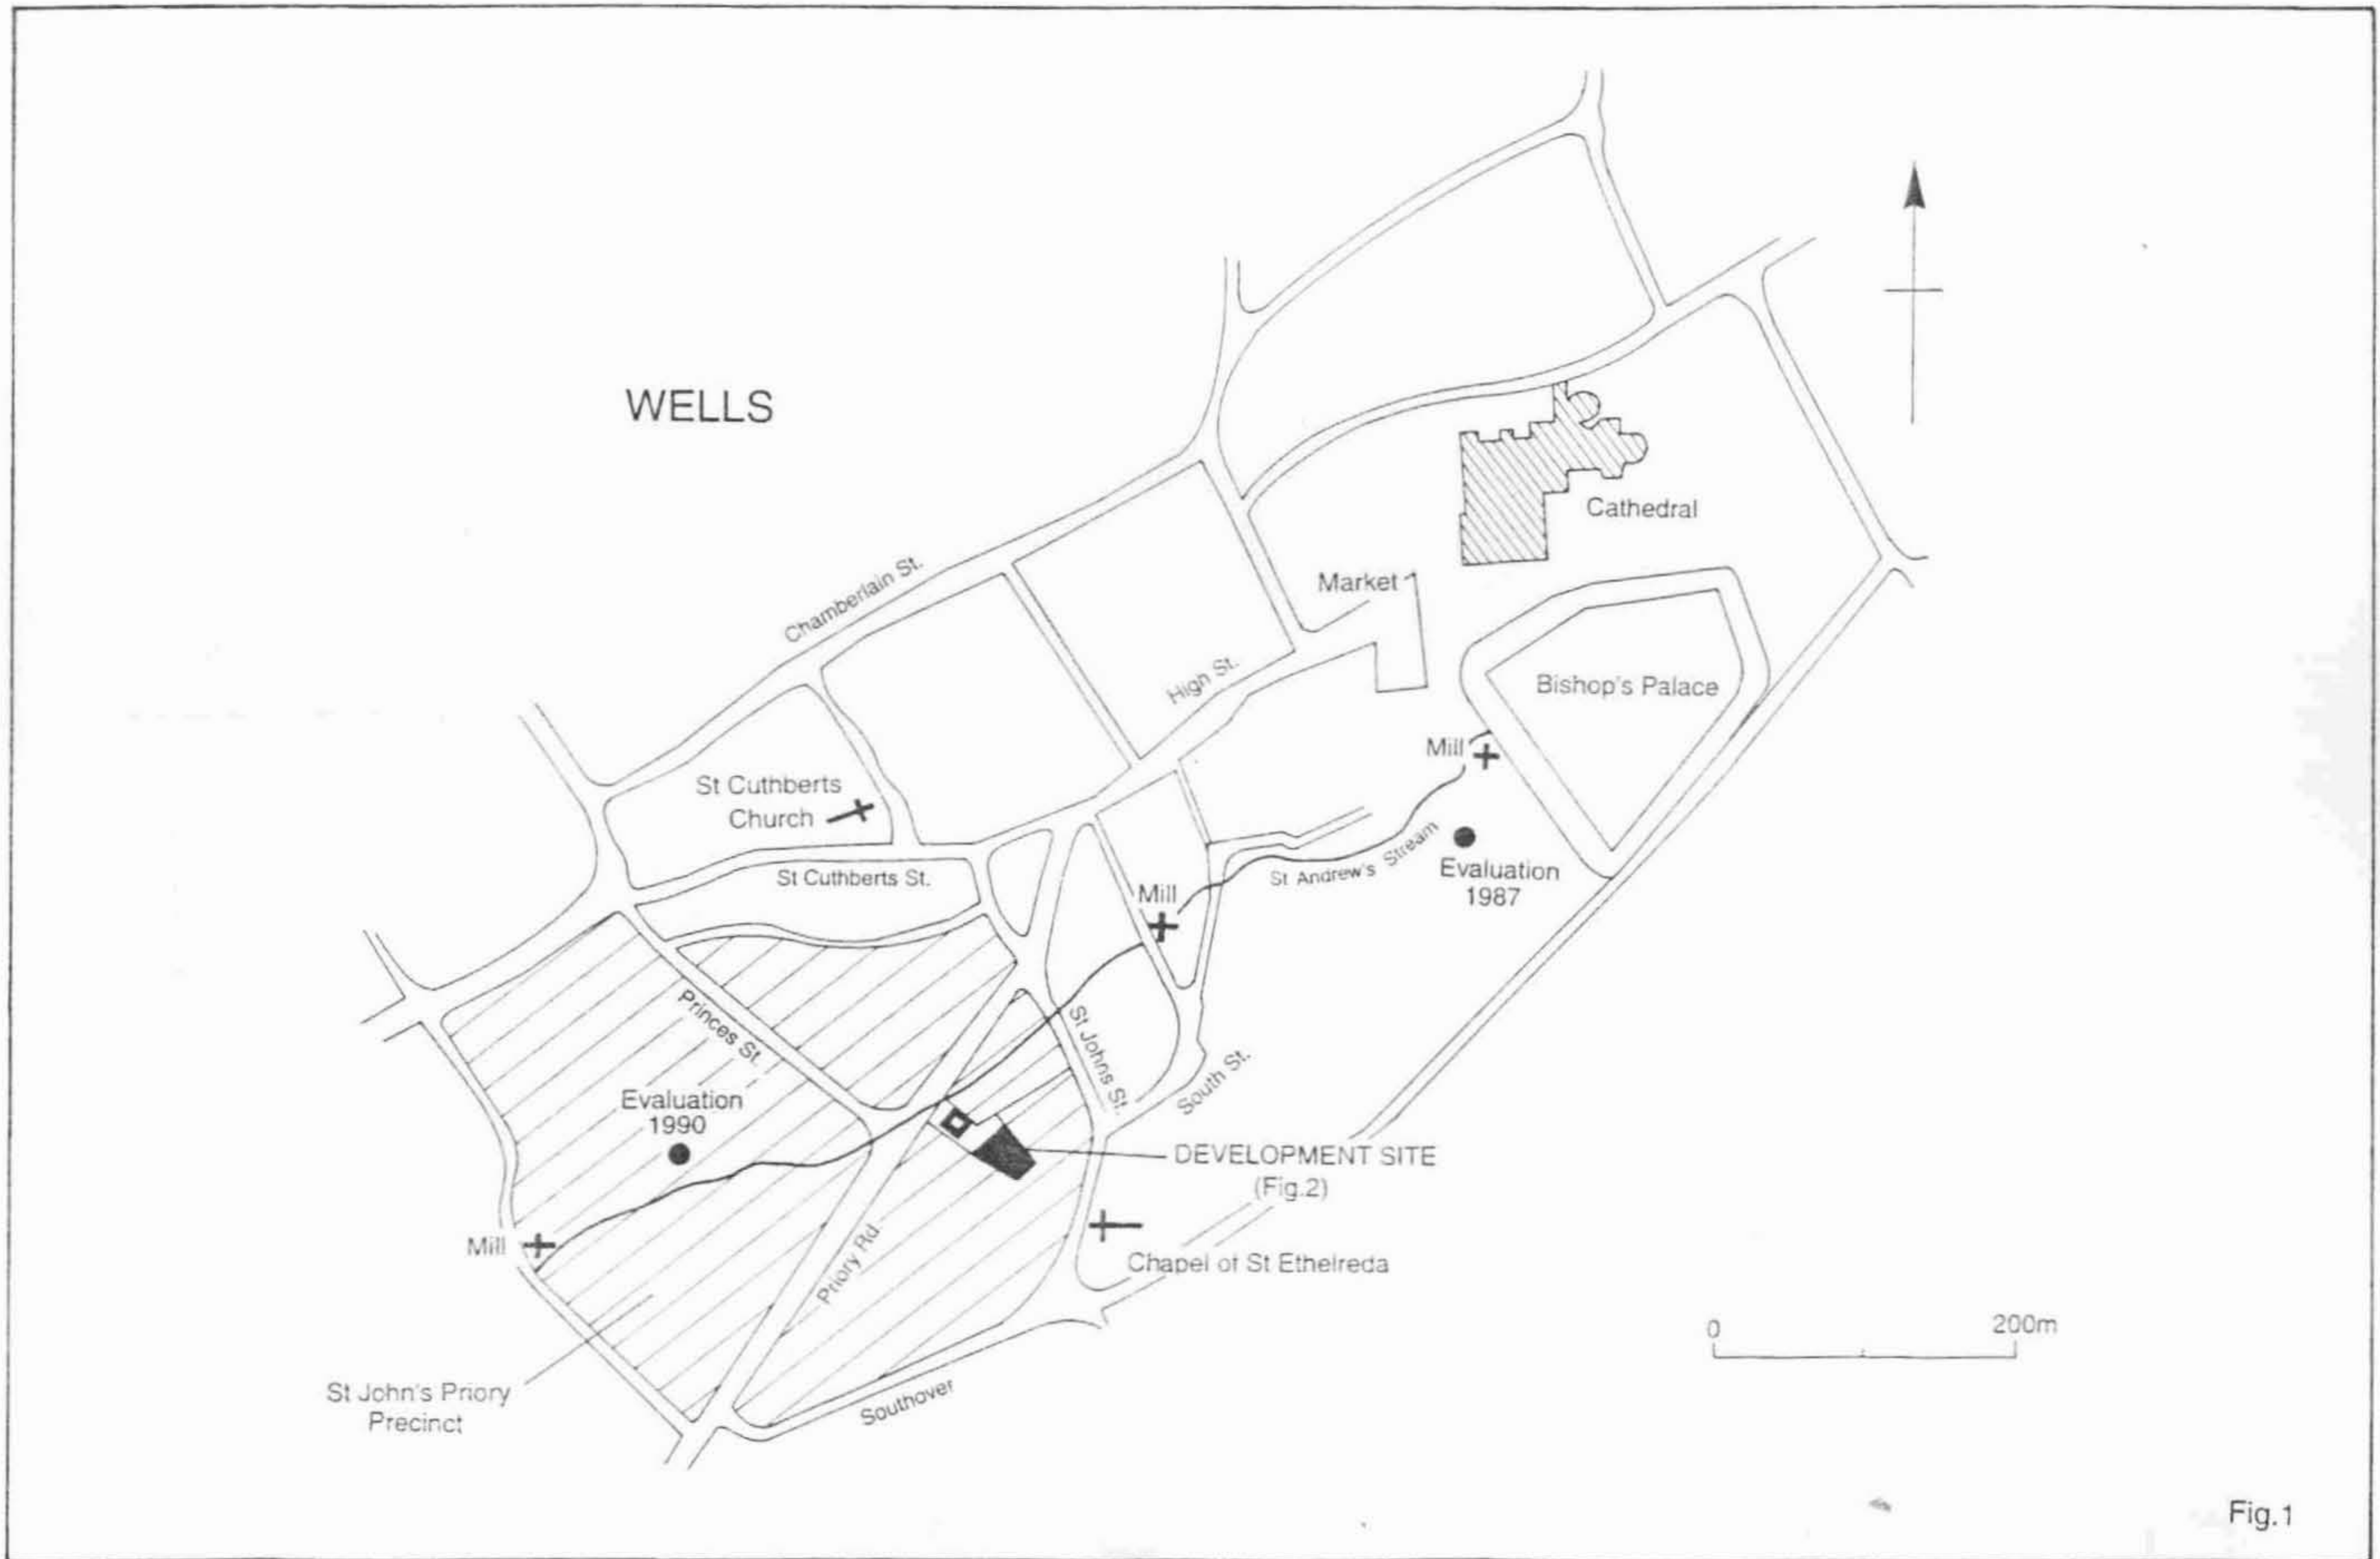 WELLS
Cathedral
Chamberlain St.
Market
High St.
Bishop's Palace
Mill
St Cuthberts
Church
St Andrew's Stream
Evaluation
1987
St Cuthberts St.
Mill
Princes St.
St Johns St.
South St.
Evaluation
1990
DEVELOPMENT SITE
(Fig.2)
Mill
Priory Rd.
Chapel of St Ethelreda
0 200m
St John's Priory
Precinct
Southover
Fig.1